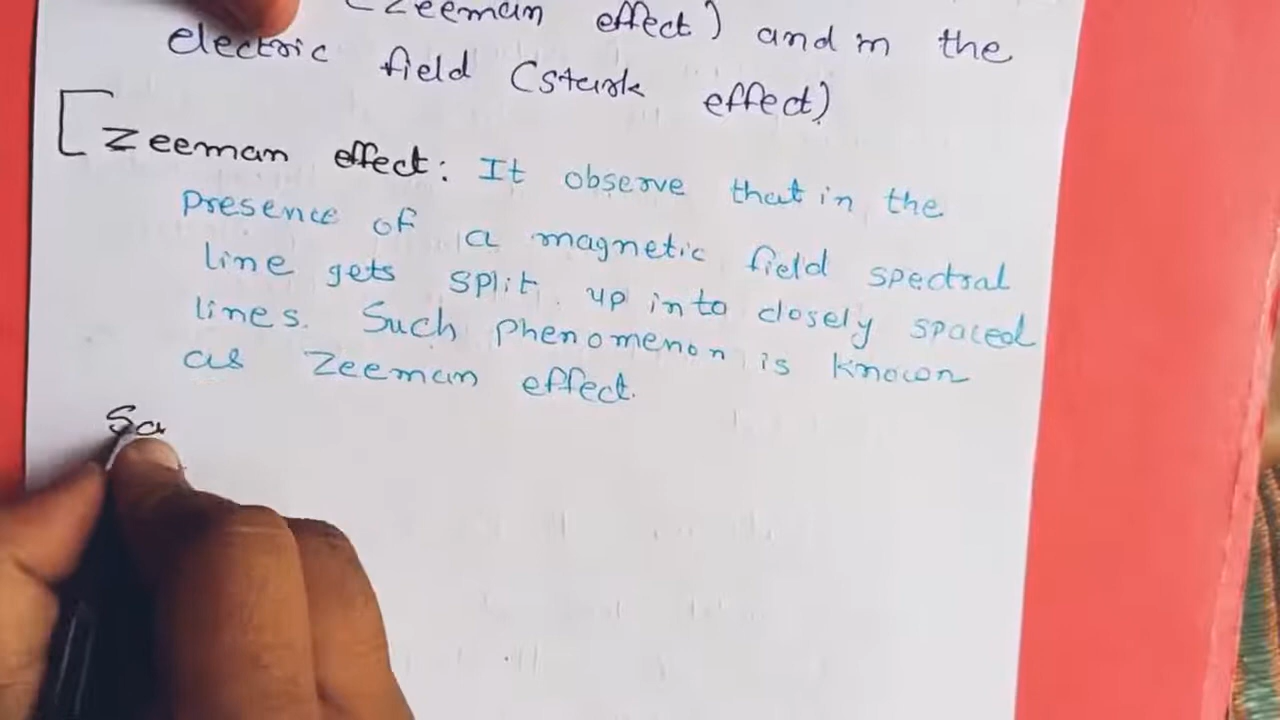 (Zeeman effect) and in the
electric field (stark effect)
Zeeman effect: It observe that in the
presence of a magnetic field spectral
line gets split up into closely spaced
lines. Such phenomenon is known
as Zeeman effect.
Sa